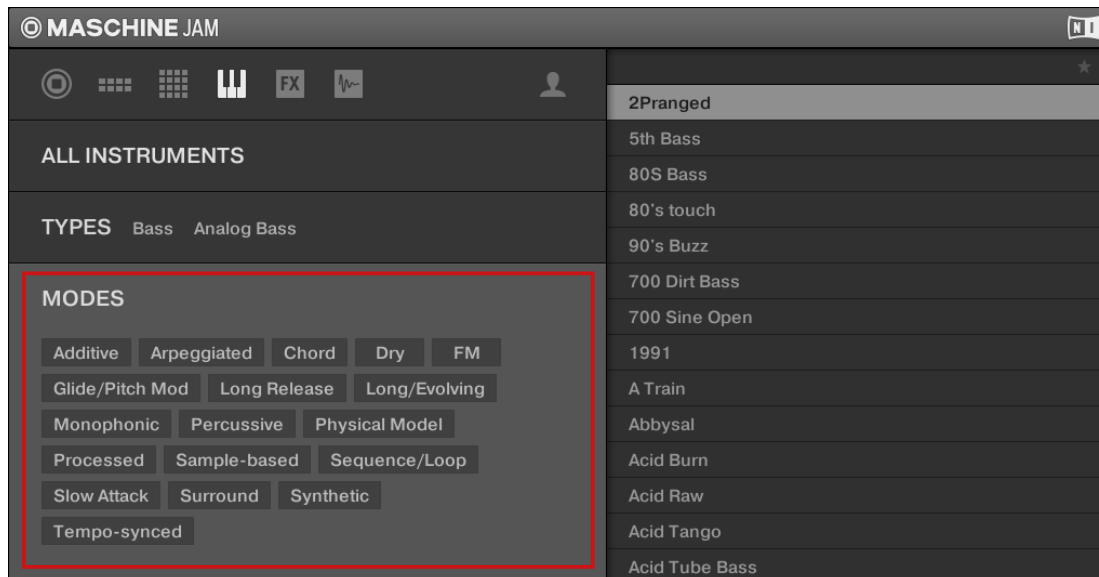 MASCHINE JAM
NI
FX
ALL INSTRUMENTS
TYPES Bass Analog Bass
MODES
Additive Arpeggiated Chord Dry FM
Glide/Pitch Mod Long Release Long/Evolving
Monophonic Percussive Physical Model
Processed Sample-based Sequence/Loop
Slow Attack Surround Synthetic
Tempo-synced
2Pranged
5th Bass
80S Bass
80's touch
90's Buzz
700 Dirt Bass
700 Sine Open
1991
A Train
Abbysal
Acid Burn
Acid Raw
Acid Tango
Acid Tube Bass